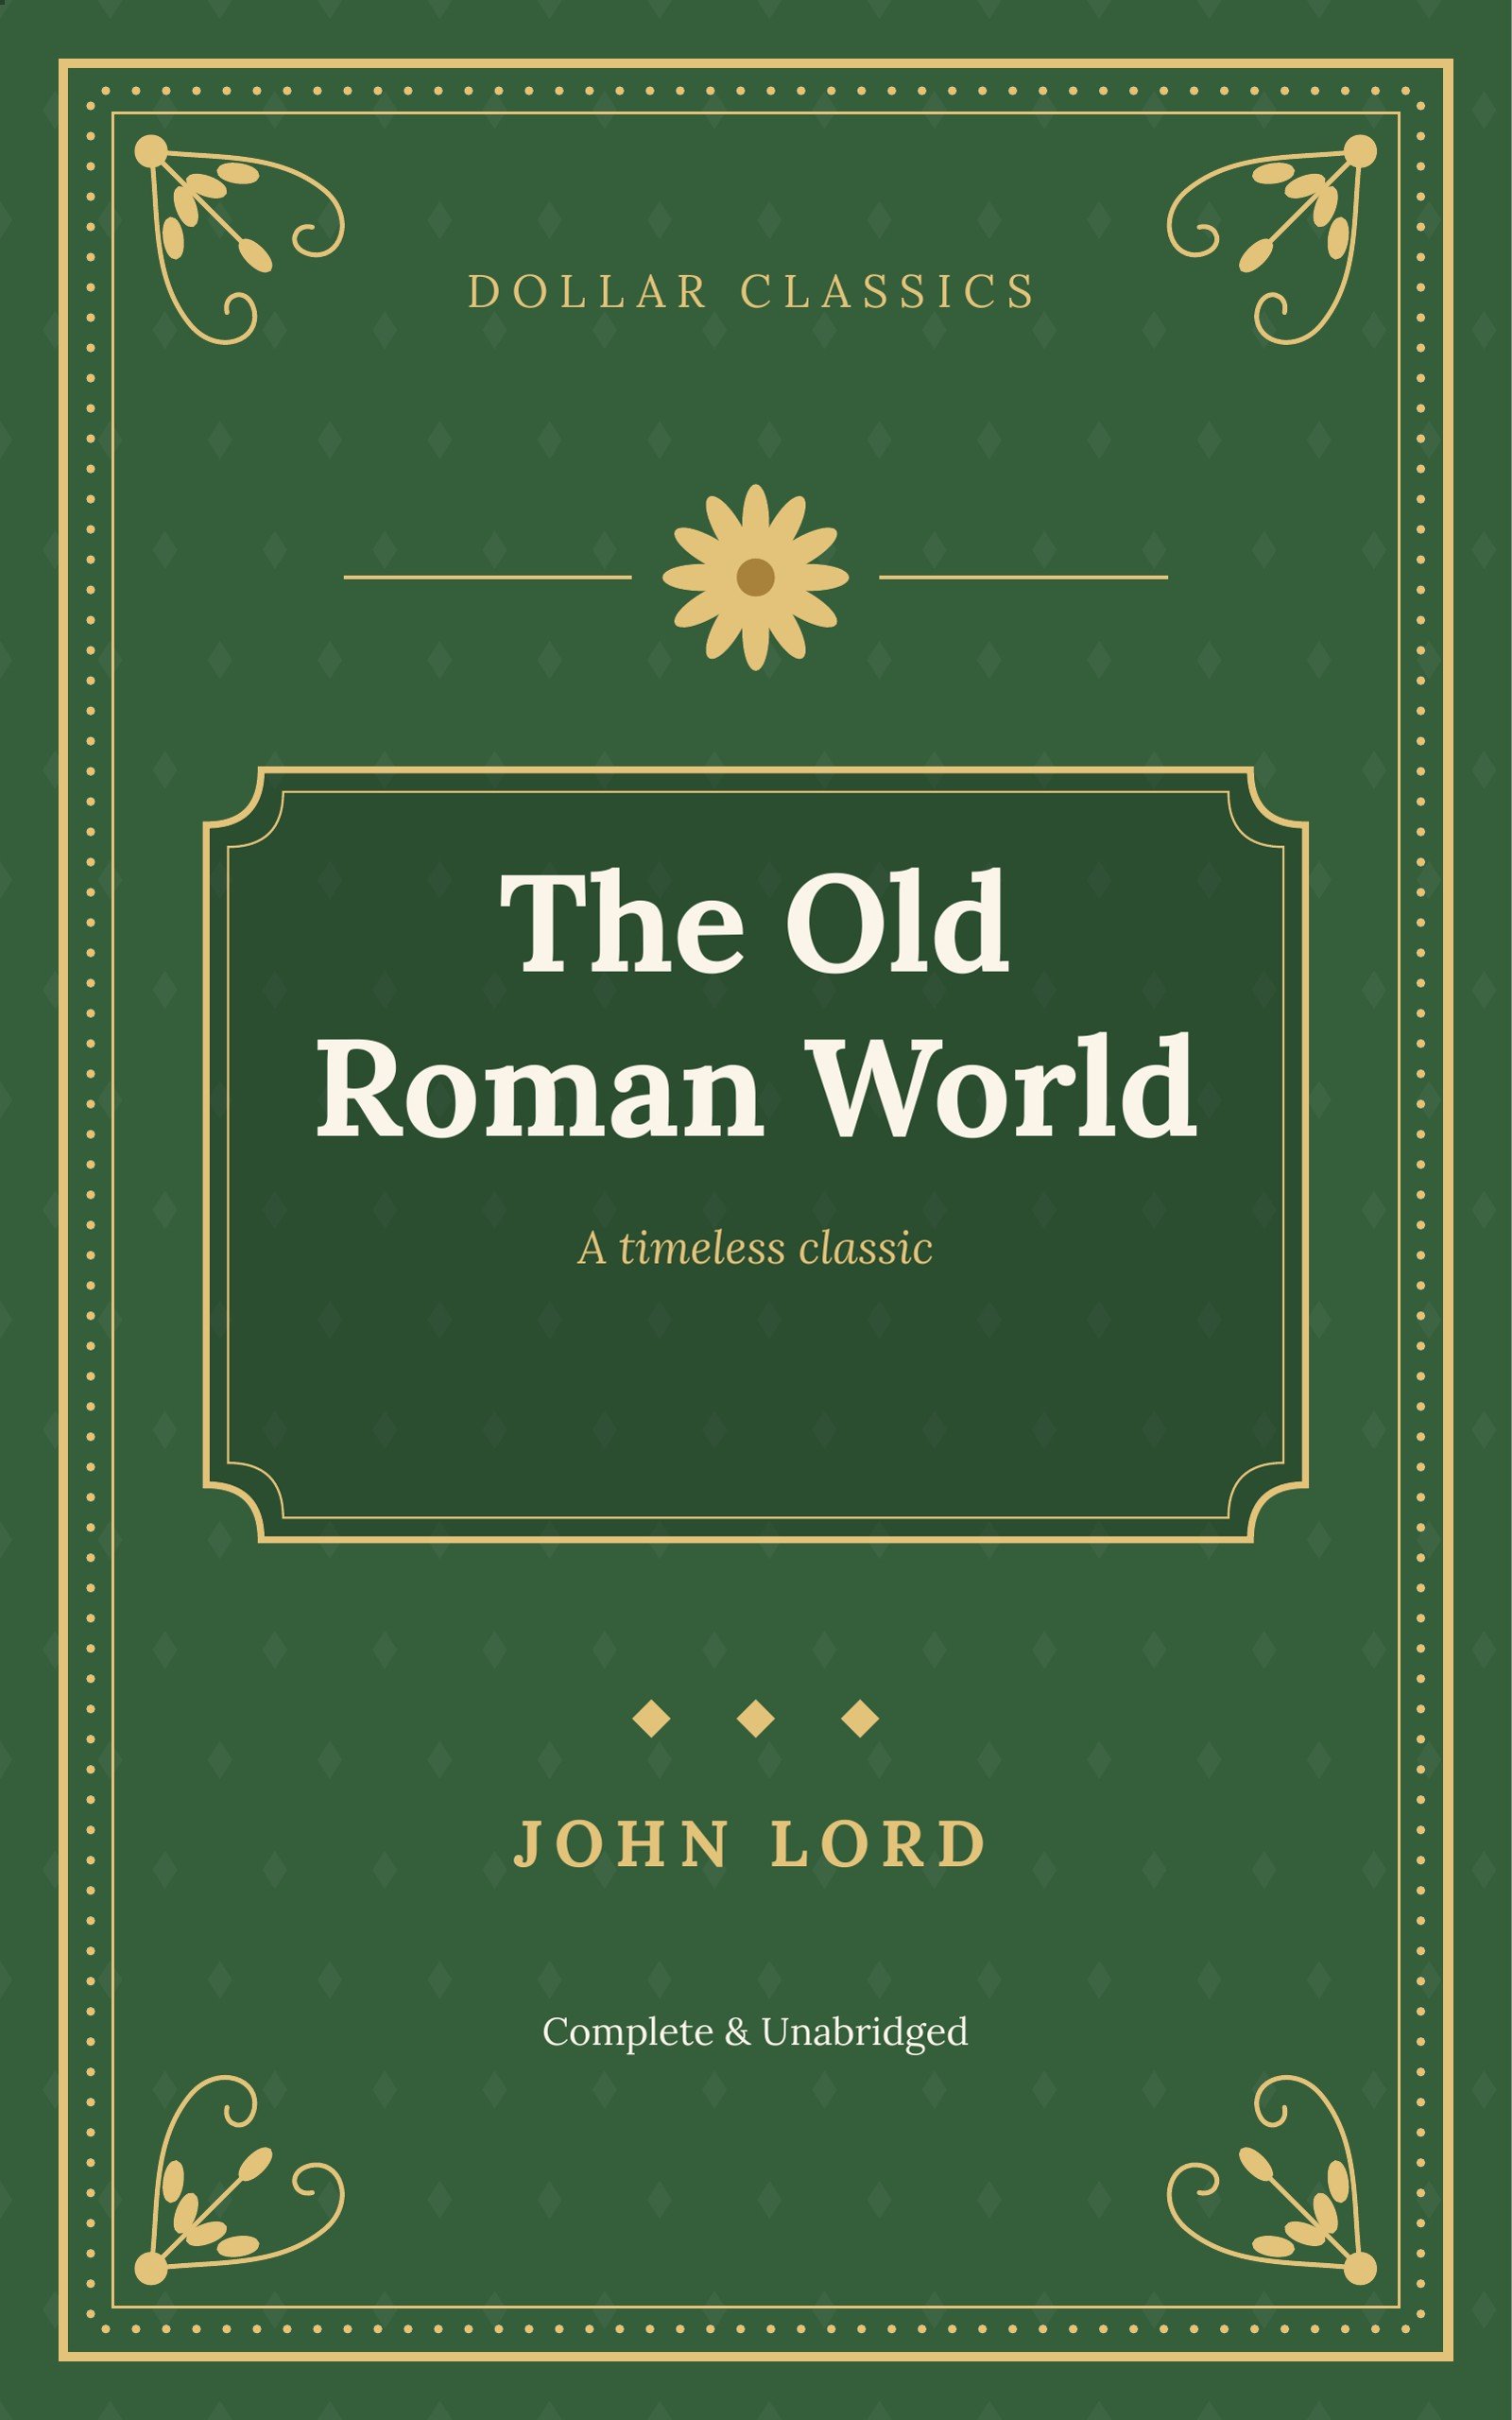 DOLLAR CLASSICS
The Old
Roman World
A timeless classic
JOHN LORD
Complete & Unabridged